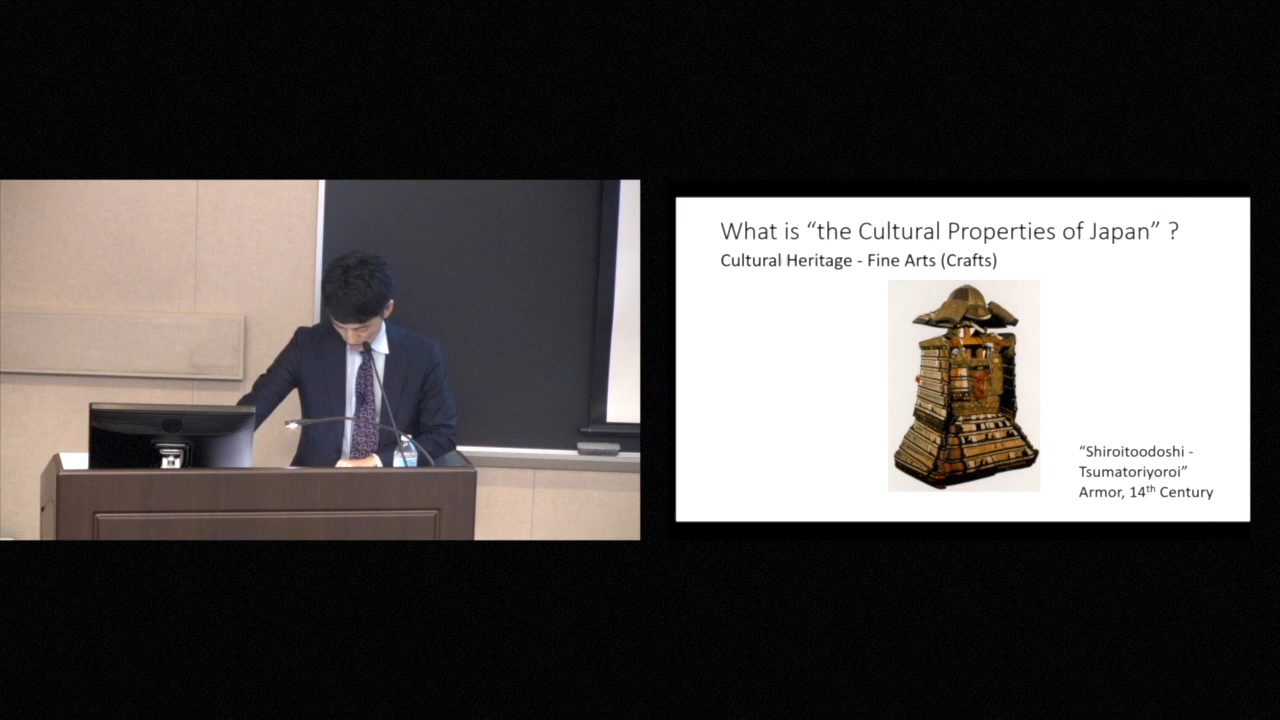 What is “the Cultural Properties of Japan” ?
Cultural Heritage - Fine Arts (Crafts)
“Shiroitoodoshi -
Tsumatoriyoroi”
Armor, 14th Century